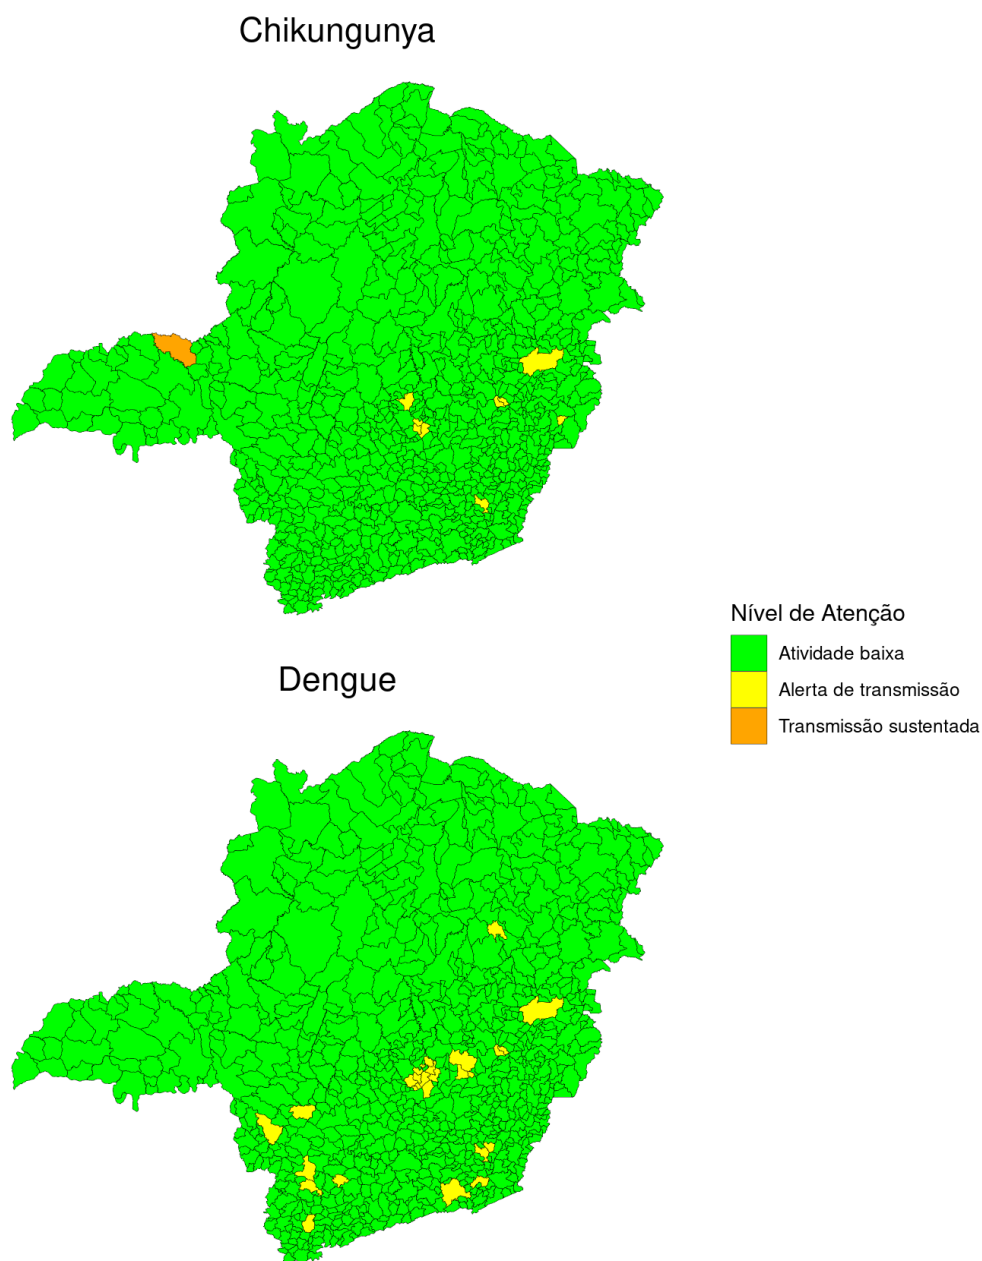 Chikungunya
Nível de Atenção
Atividade baixa
Alerta de transmissão
Transmissão sustentada
Dengue